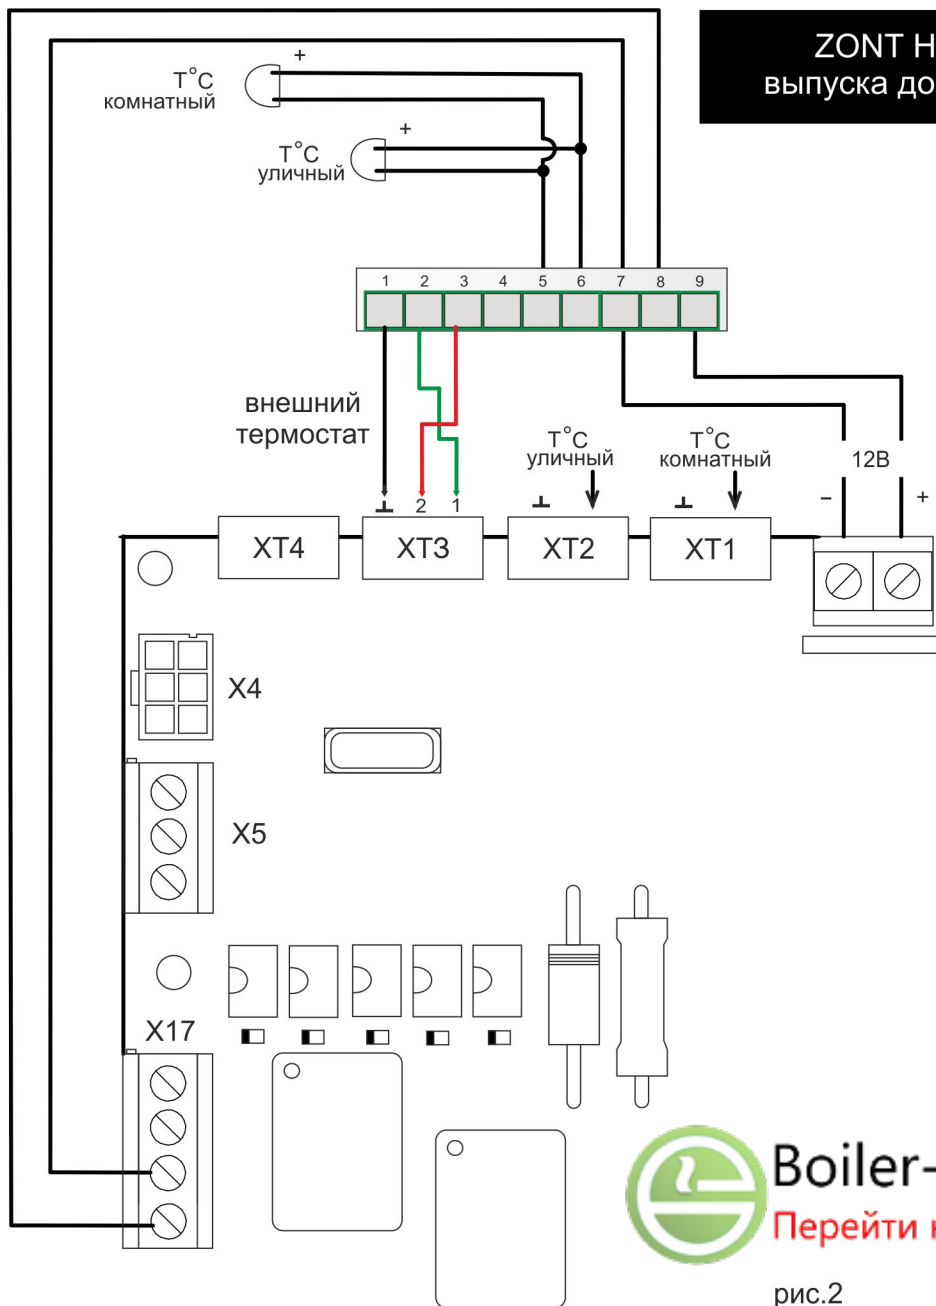 ZONT H
выпуска до
+
T°C
комнатный
+
T°C
уличный
1 2 3 4 5 6 7 8 9
внешний
термостат
T°C
уличный
T°C
комнатный
12В
− +
2 1
XT4 XT3 XT2 XT1
X4
X5
X17
Boiler-
Перейти н
рис.2